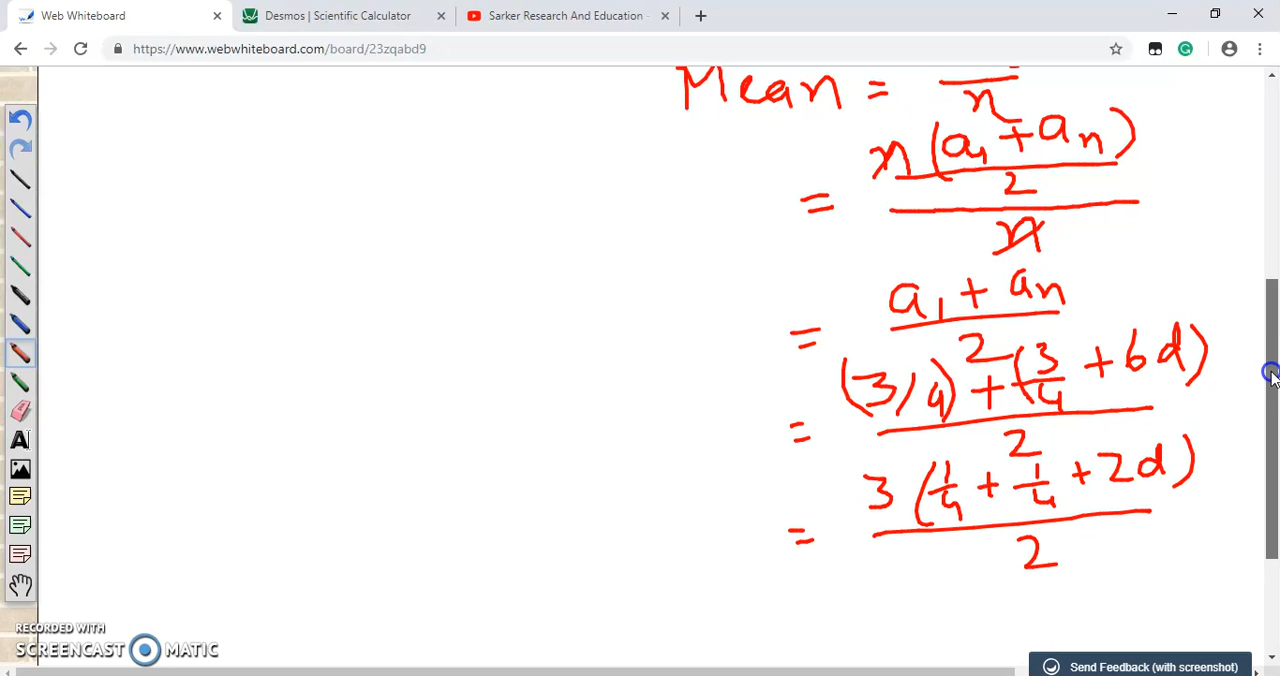 Web Whiteboard
Desmos | Scientific Calculator
Sarker Research And Education -
https://www.webwhiteboard.com/board/23zqabd9
Mean = / n
= n(a1 + an) / 2 / n
= a1 + an / 2
= (3/4) + (3/4 + 6d) / 2
= 3(1/4 + 1/4 + 2d) / 2
A
RECORDED WITH
SCREENCAST MATIC
Send Feedback (with screenshot)